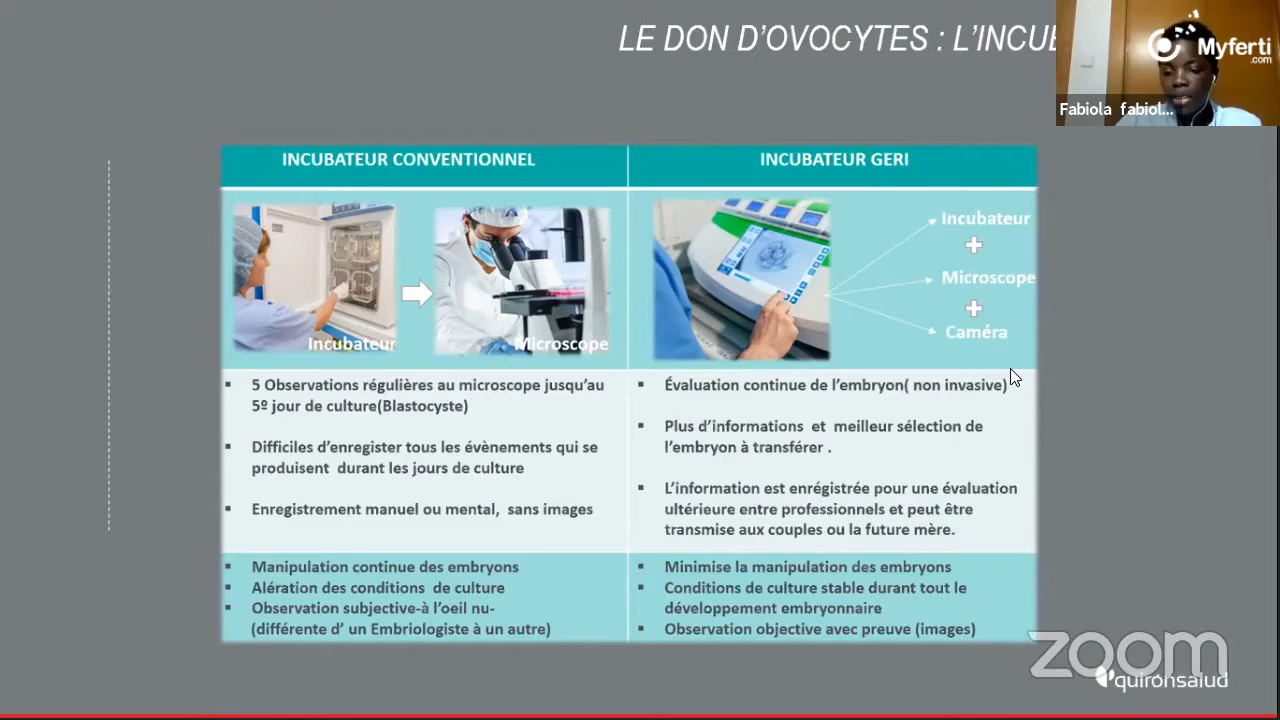 LE DON D'OVOCYTES : L'INCUB
Myferti
.com
Fabiola fabiol...
INCUBATEUR CONVENTIONNEL
INCUBATEUR GERI
Incubateur
Microscope
Incubateur
Microscope
Caméra
5 Observations régulières au microscope jusqu'au
5º jour de culture(Blastocyste)
Difficiles d'enregister tous les évènements qui se
produisent durant les jours de culture
Enregistrement manuel ou mental, sans images
Évaluation continue de l'embryon( non invasive)
Plus d'informations et meilleur sélection de
l'embryon à transférer .
L'information est enrégistrée pour une évaluation
ultérieure entre professionnels et peut être
transmise aux couples ou la future mère.
Manipulation continue des embryons
Alération des conditions de culture
Observation subjective-à l'oeil nu-
(différente d' un Embriologiste à un autre)
Minimise la manipulation des embryons
Conditions de culture stable durant tout le
développement embryonnaire
Observation objective avec preuve (images)
zoom
quirónsalud